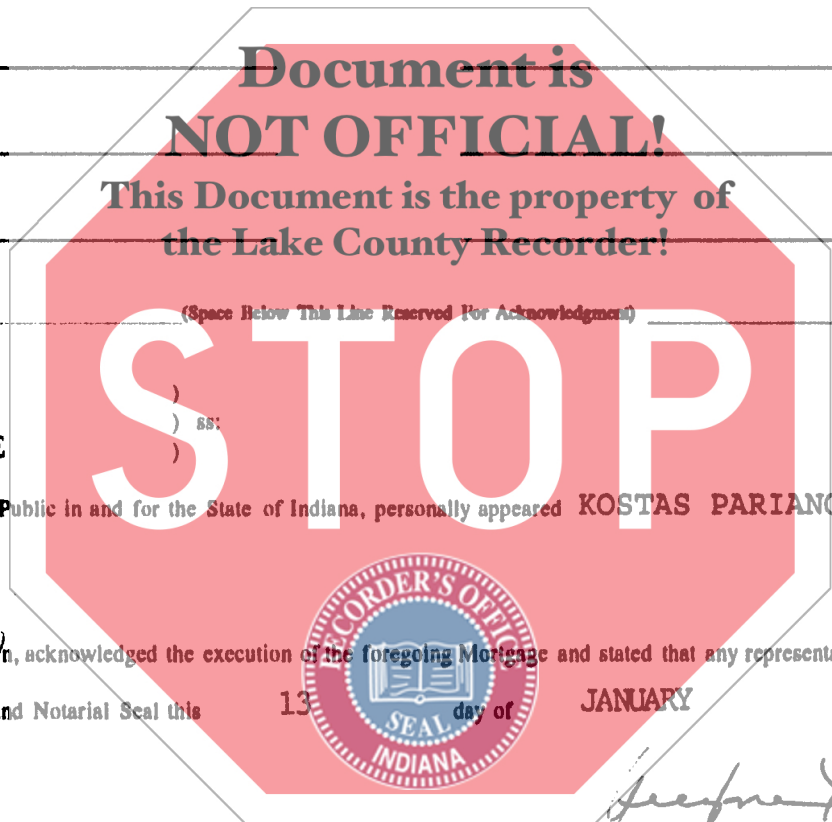 Document is
NOT OFFICIAL!
This Document is the property of
the Lake County Recorder!
(Space Below This Line Reserved For Acknowledgment)
STOP
)
) ss:
)
Public in and for the State of Indiana, personally appeared KOSTAS PARIANO
RECORDER'S OFFICE
n, acknowledged the execution of the foregoing Mortgage and stated that any representa
nd Notarial Seal this 13 day of JANUARY
SEAL
INDIANA